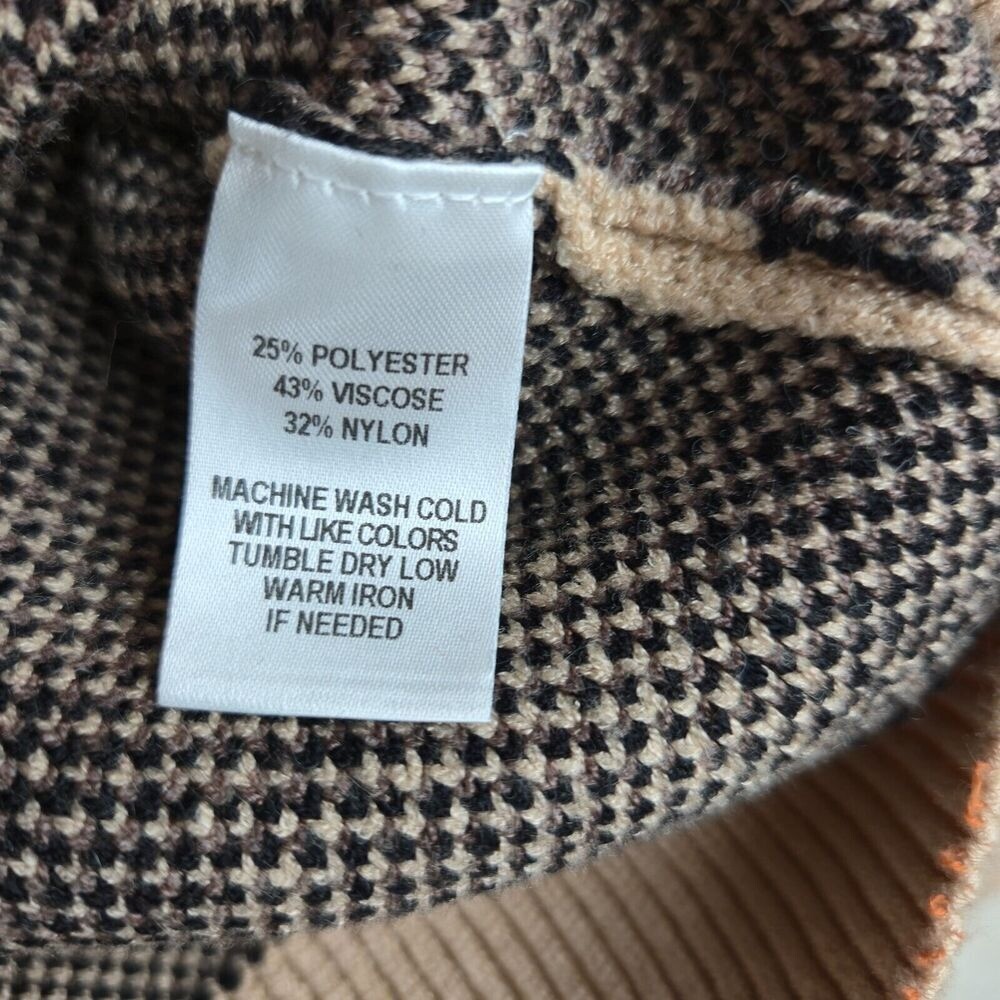 25% POLYESTER
43% VISCOSE
32% NYLON
MACHINE WASH COLD
WITH LIKE COLORS
TUMBLE DRY LOW
WARM IRON
IF NEEDED